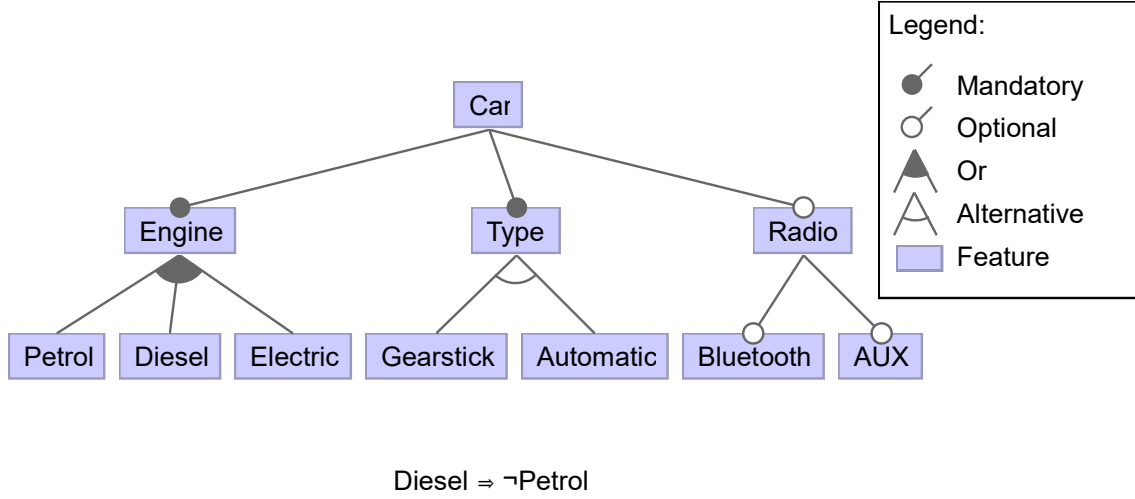 Legend:
Mandatory
Optional
Or
Alternative
Feature
Car
Engine
Type
Radio
Petrol
Diesel
Electric
Gearstick
Automatic
Bluetooth
AUX
Diesel ⇒ ¬Petrol